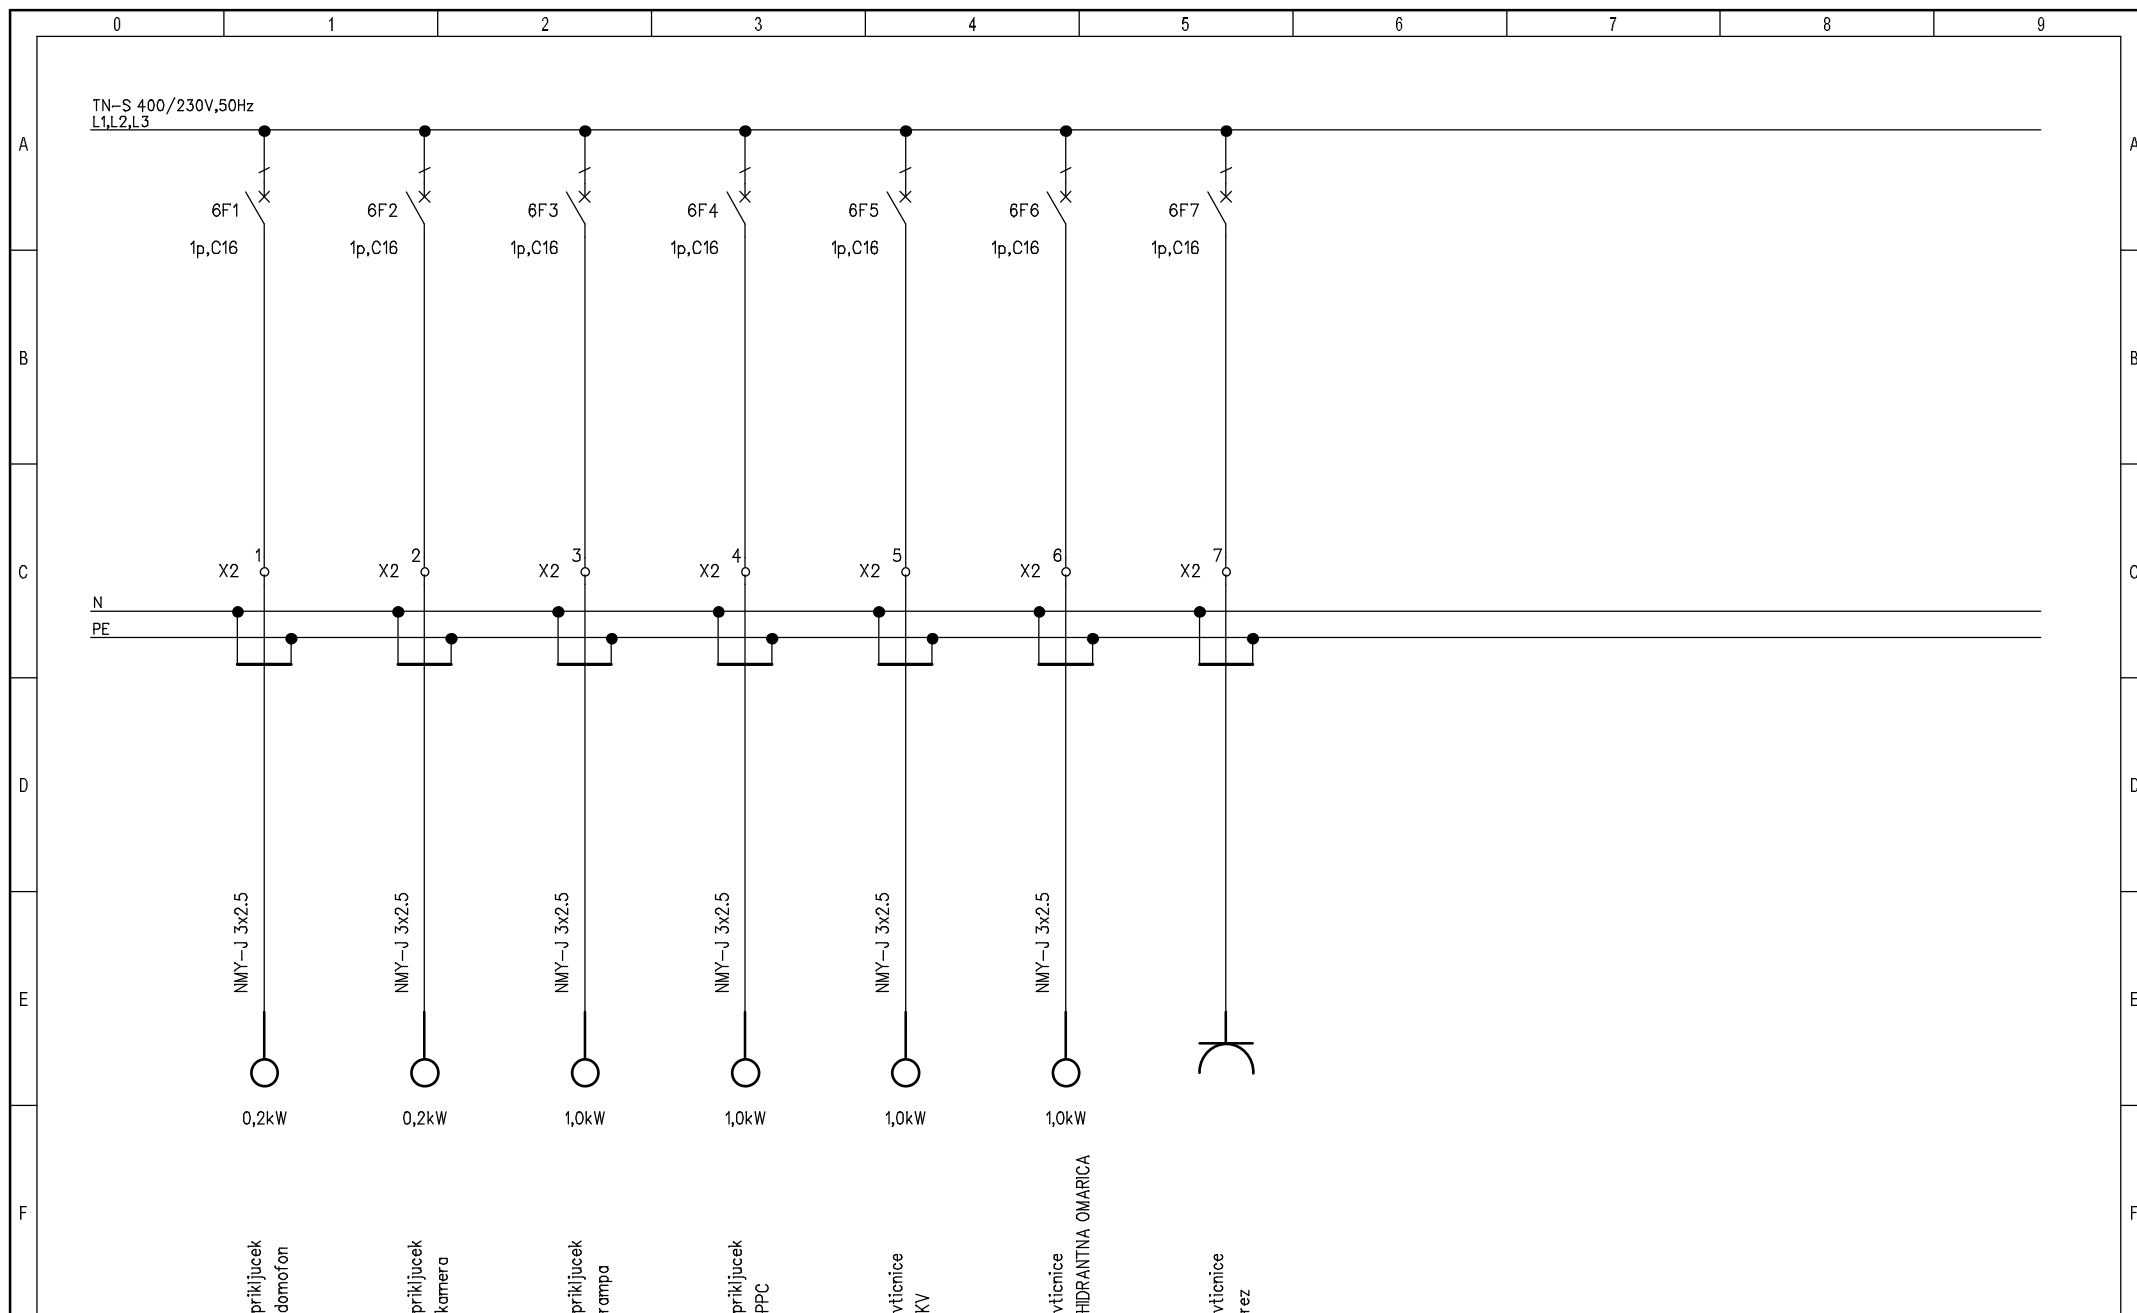 0 1 2 3 4 5 6 7 8 9
TN-S 400/230V,50Hz
L1,L2,L3
A A
6F1 6F2 6F3 6F4 6F5 6F6 6F7
1p,C16 1p,C16 1p,C16 1p,C16 1p,C16 1p,C16 1p,C16
B B
1 2 3 4 5 6 7
C X2 X2 X2 X2 X2 X2 X2 C
N
PE
D D
NMY-J 3x2.5 NMY-J 3x2.5 NMY-J 3x2.5 NMY-J 3x2.5 NMY-J 3x2.5 NMY-J 3x2.5
E E
0,2kW 0,2kW 1,0kW 1,0kW 1,0kW 1,0kW
F F
prikljucek
domofon
prikljucek
kamera
prikljucek
rampa
prikljucek
PPC
vticnice
KV
vticnice
HIDRANTNA OMARICA
vticnice
rez